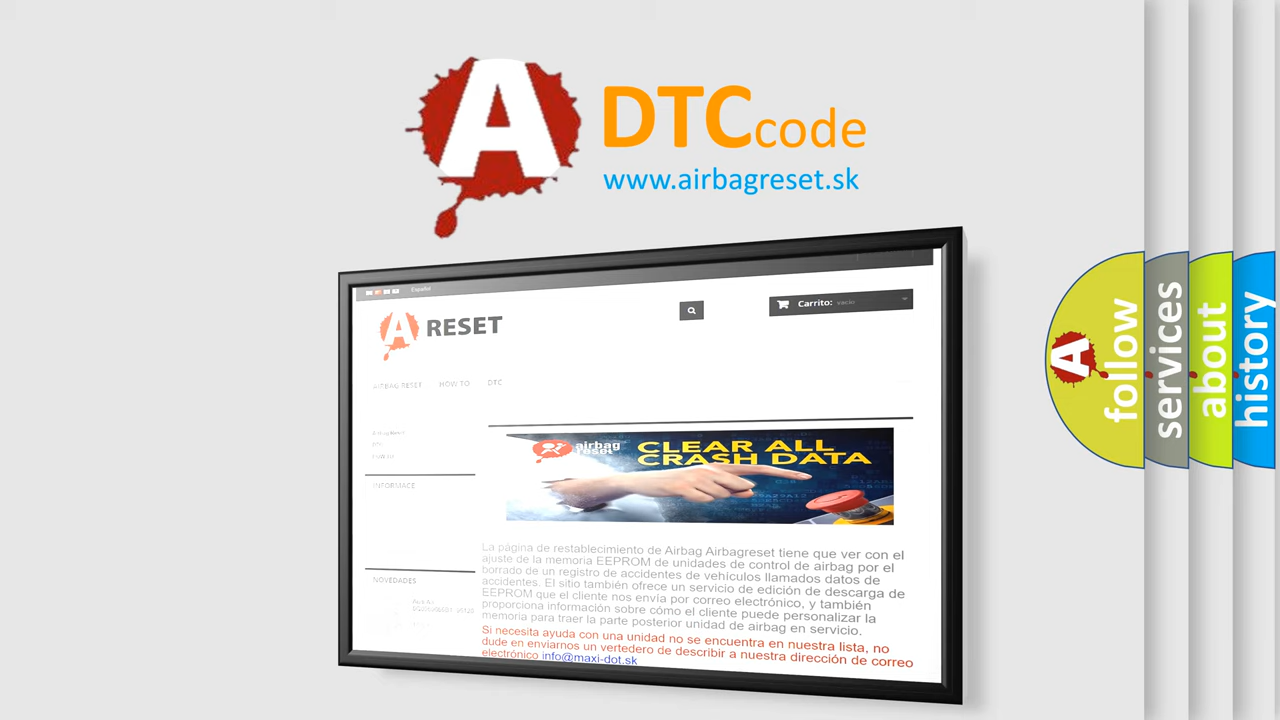 A
DTCcode
www.airbagreset.sk
Español
A RESET
Carrito: vacío
AIRBAG RESET HOW TO DTC
INFORMACE
NOVEDADES
airbag
reset
CLEAR ALL
CRASH DATA
La página de restablecimiento de Airbag Airbagreset tiene que ver con el
ajuste de la memoria EEPROM de unidades de control de airbag por el
borrado de un registro de accidentes de vehículos llamados datos de
accidentes. El sitio también ofrece un servicio de edición de descarga de
EEPROM que el cliente nos envía por correo electrónico, y también
proporciona información sobre cómo el cliente puede personalizar la
memoria para traer la parte posterior unidad de airbag en servicio.
Si necesita ayuda con una unidad no se encuentra en nuestra lista, no
dude en enviarnos un vertedero de describir a nuestra dirección de correo
electrónico info@maxi-dot.sk
A
follow
services
about
history